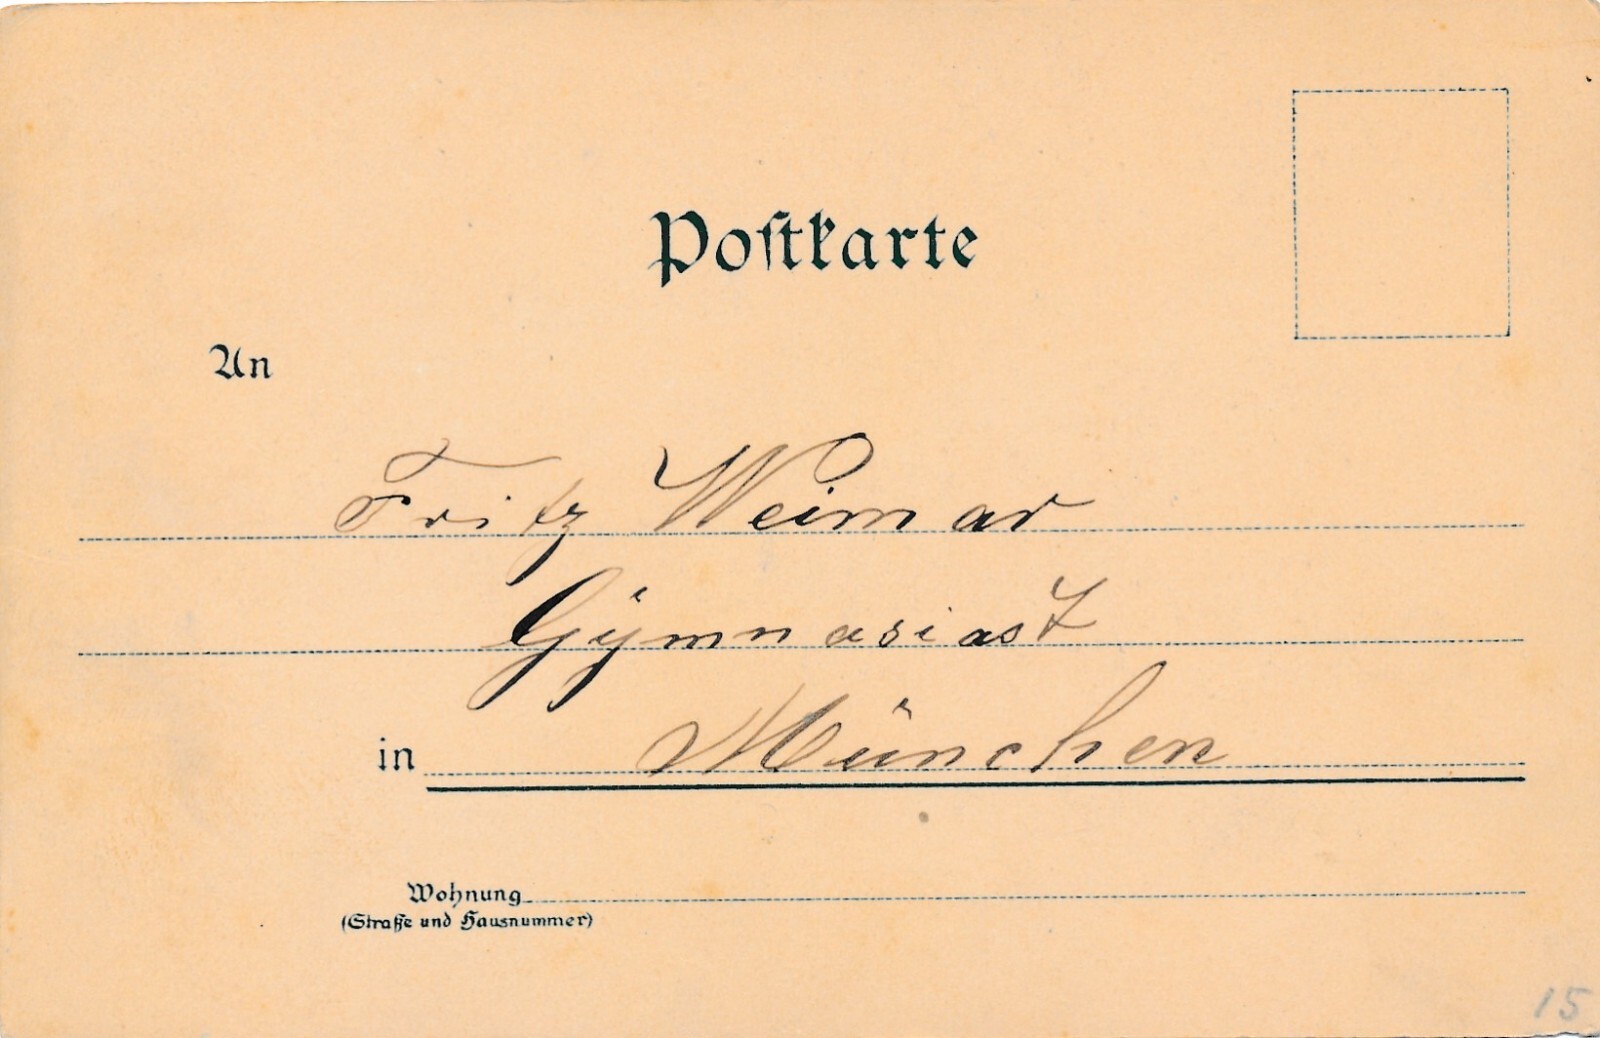 Postkarte
An
Fritz Weimar
Gymnasiast
in München
Wohnung
(Straße und Hausnummer)
15